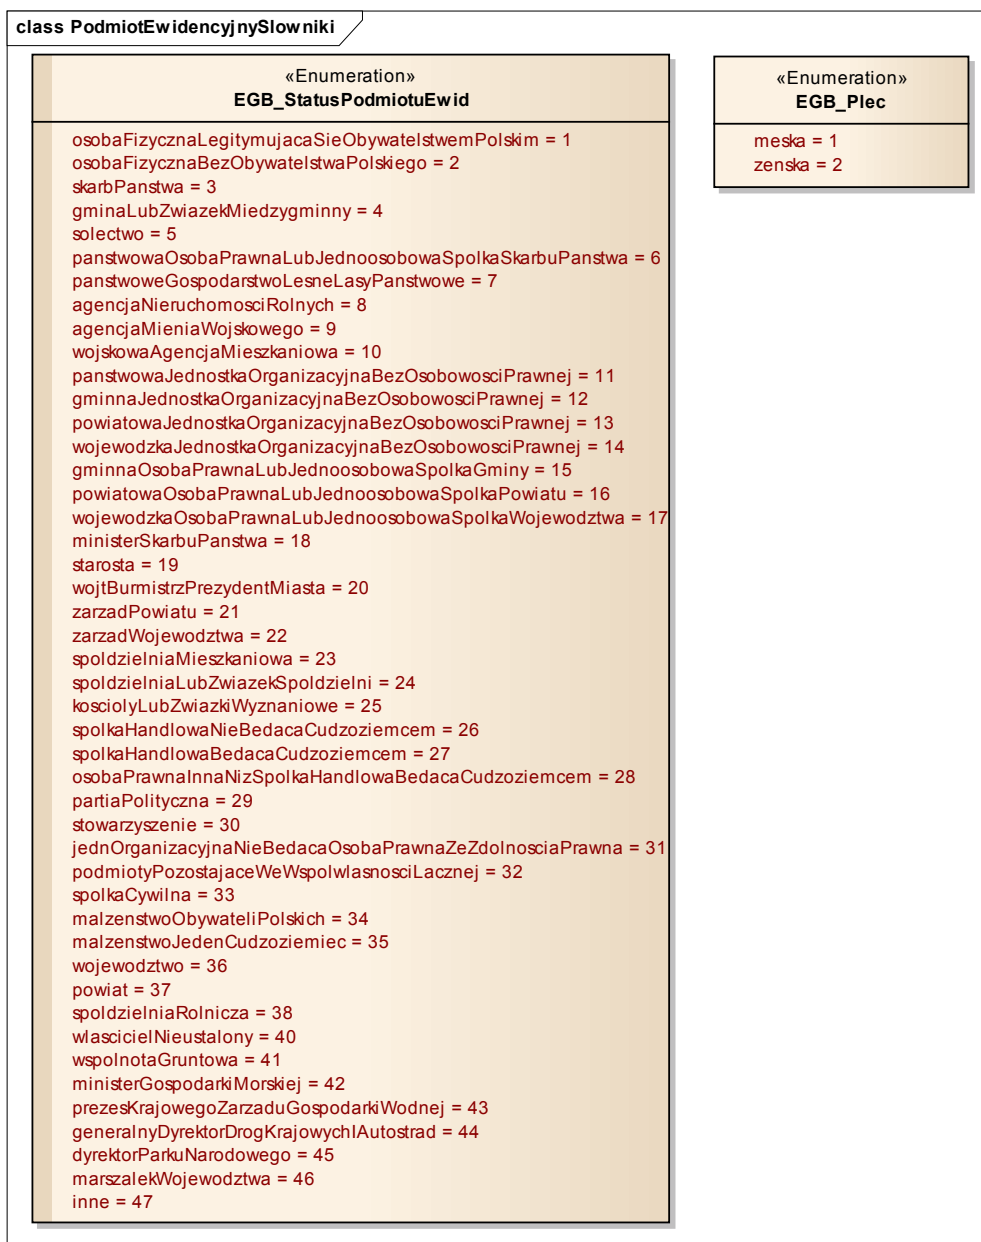 class PodmiotEwidencyjnySlowniki
«Enumeration»
EGB_StatusPodmiotuEwid
osobaFizycznaLegitymujacaSieObywatelstwemPolskim = 1
osobaFizycznaBezObywatelstwaPolskiego = 2
skarbPanstwa = 3
gminaLubZwiazekMiedzygminny = 4
solectwo = 5
panstwowaOsobaPrawnaLubJednoosobowaSpolkaSkarbuPanstwa = 6
panstwoweGospodarstwoLesneLasyPanstwowe = 7
agencjaNieruchomosciRolnych = 8
agencjaMieniaWojskowego = 9
wojskowaAgencjaMieszkaniowa = 10
panstwowaJednostkaOrganizacyjnaBezOsobowosciPrawnej = 11
gminnaJednostkaOrganizacyjnaBezOsobowosciPrawnej = 12
powiatowaJednostkaOrganizacyjnaBezOsobowosciPrawnej = 13
wojewodzkaJednostkaOrganizacyjnaBezOsobowosciPrawnej = 14
gminnaOsobaPrawnaLubJednoosobowaSpolkaGminy = 15
powiatowaOsobaPrawnaLubJednoosobowaSpolkaPowiatu = 16
wojewodzkaOsobaPrawnaLubJednoosobowaSpolkaWojewodztwa = 17
ministerSkarbuPanstwa = 18
starosta = 19
wojtBurmistrzPrezydentMiasta = 20
zarzadPowiatu = 21
zarzadWojewodztwa = 22
spoldzielniaMieszkaniowa = 23
spoldzielniaLubZwiazekSpoldzielni = 24
kosciolyLubZwiazkiWyznaniowe = 25
spolkaHandlowaNieBedacaCudzoziemcem = 26
spolkaHandlowaBedacaCudzoziemcem = 27
osobaPrawnaInnaNizSpolkaHandlowaBedacaCudzoziemcem = 28
partiaPolityczna = 29
stowarzyszenie = 30
jednOrganizacyjnaNieBedacaOsobaPrawnaZeZdolnosciaPrawna = 31
podmiotyPozostajaceWeWspolwlasnosciLacznej = 32
spolkaCywilna = 33
malzenstwoObywateliPolskich = 34
malzenstwoJedenCudzoziemiec = 35
wojewodztwo = 36
powiat = 37
spoldzielniaRolnicza = 38
wlascicielNieustalony = 40
wspolnotaGruntowa = 41
ministerGospodarkiMorskiej = 42
prezesKrajowegoZarzaduGospodarkiWodnej = 43
generalnyDyrektorDrogKrajowychIAutostrad = 44
dyrektorParkuNarodowego = 45
marszalekWojewodztwa = 46
inne = 47
«Enumeration»
EGB_Plec
meska = 1
zenska = 2